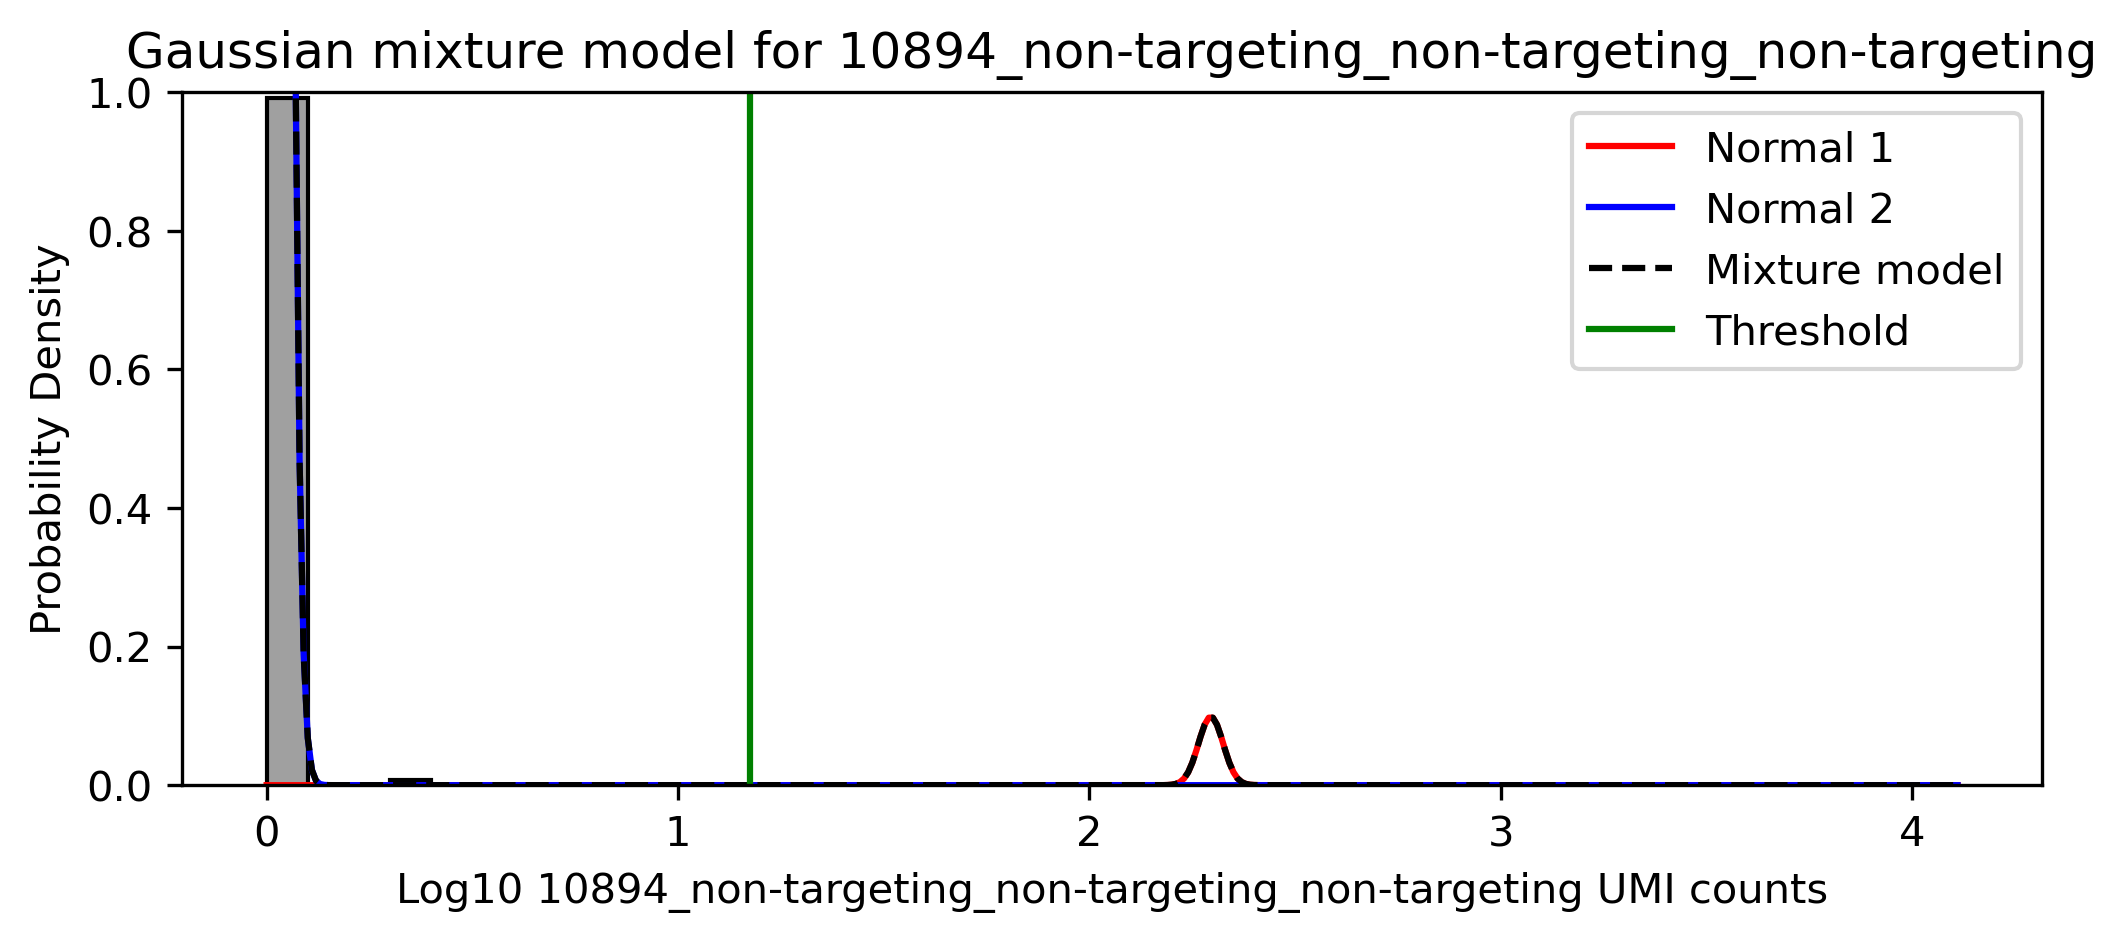 Gaussian mixture model for 10894_non-targeting_non-targeting_non-targeting
1.0
0.8
0.6
0.4
0.2
0.0
Probability Density
Normal 1
Normal 2
Mixture model
Threshold
0 1 2 3 4
Log10 10894_non-targeting_non-targeting_non-targeting UMI counts